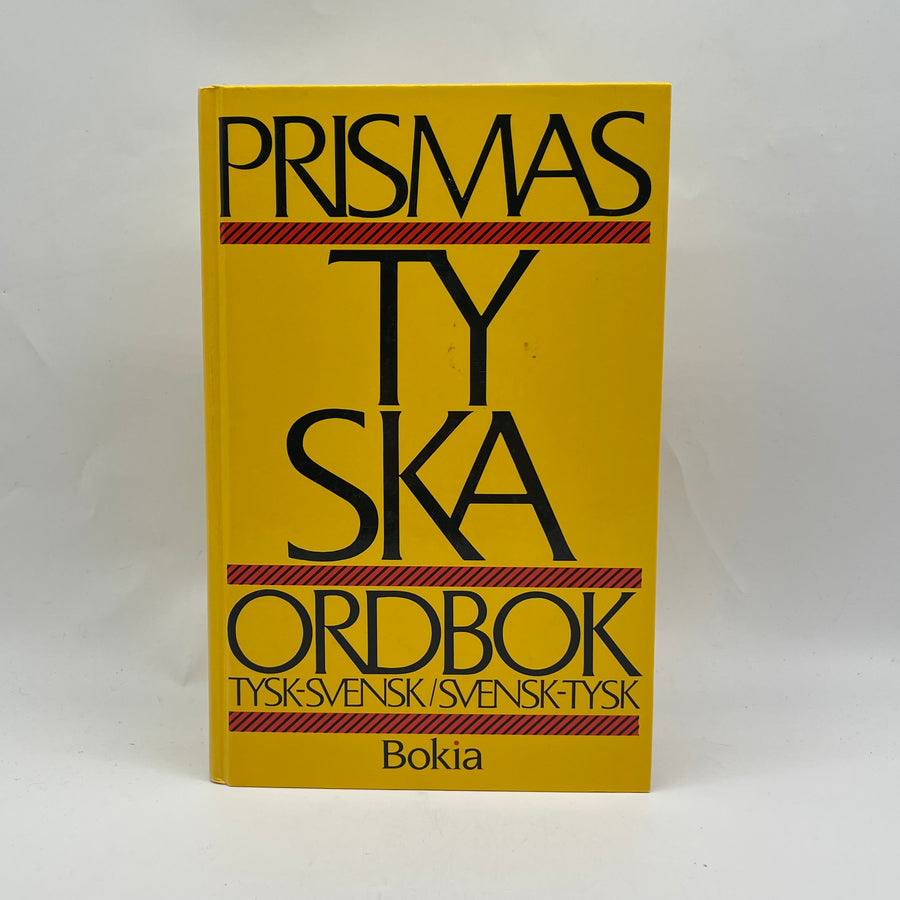 PRISMAS
TY
SKA
ORDBOK
TYSK-SVENSK/SVENSK-TYSK
Bokia